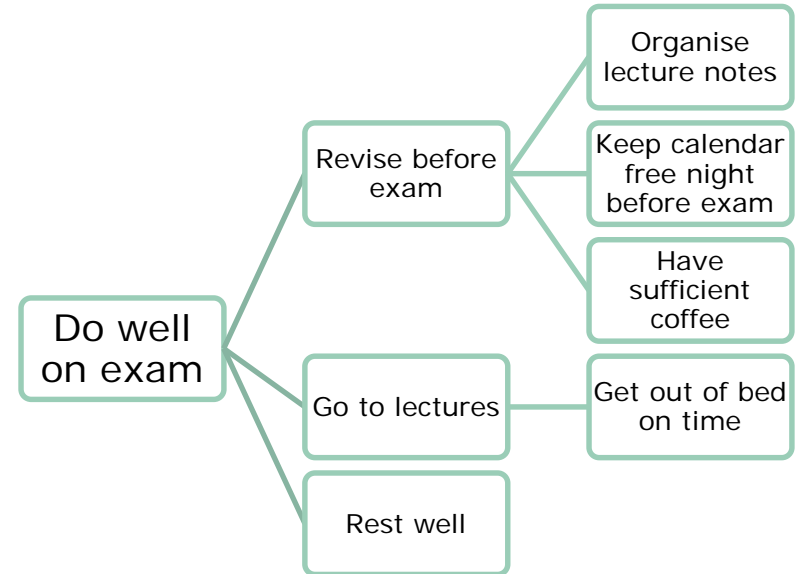 Do well
on exam
Revise before
exam
Organise
lecture notes
Keep calendar
free night
before exam
Have
sufficient
coffee
Go to lectures
Get out of bed
on time
Rest well